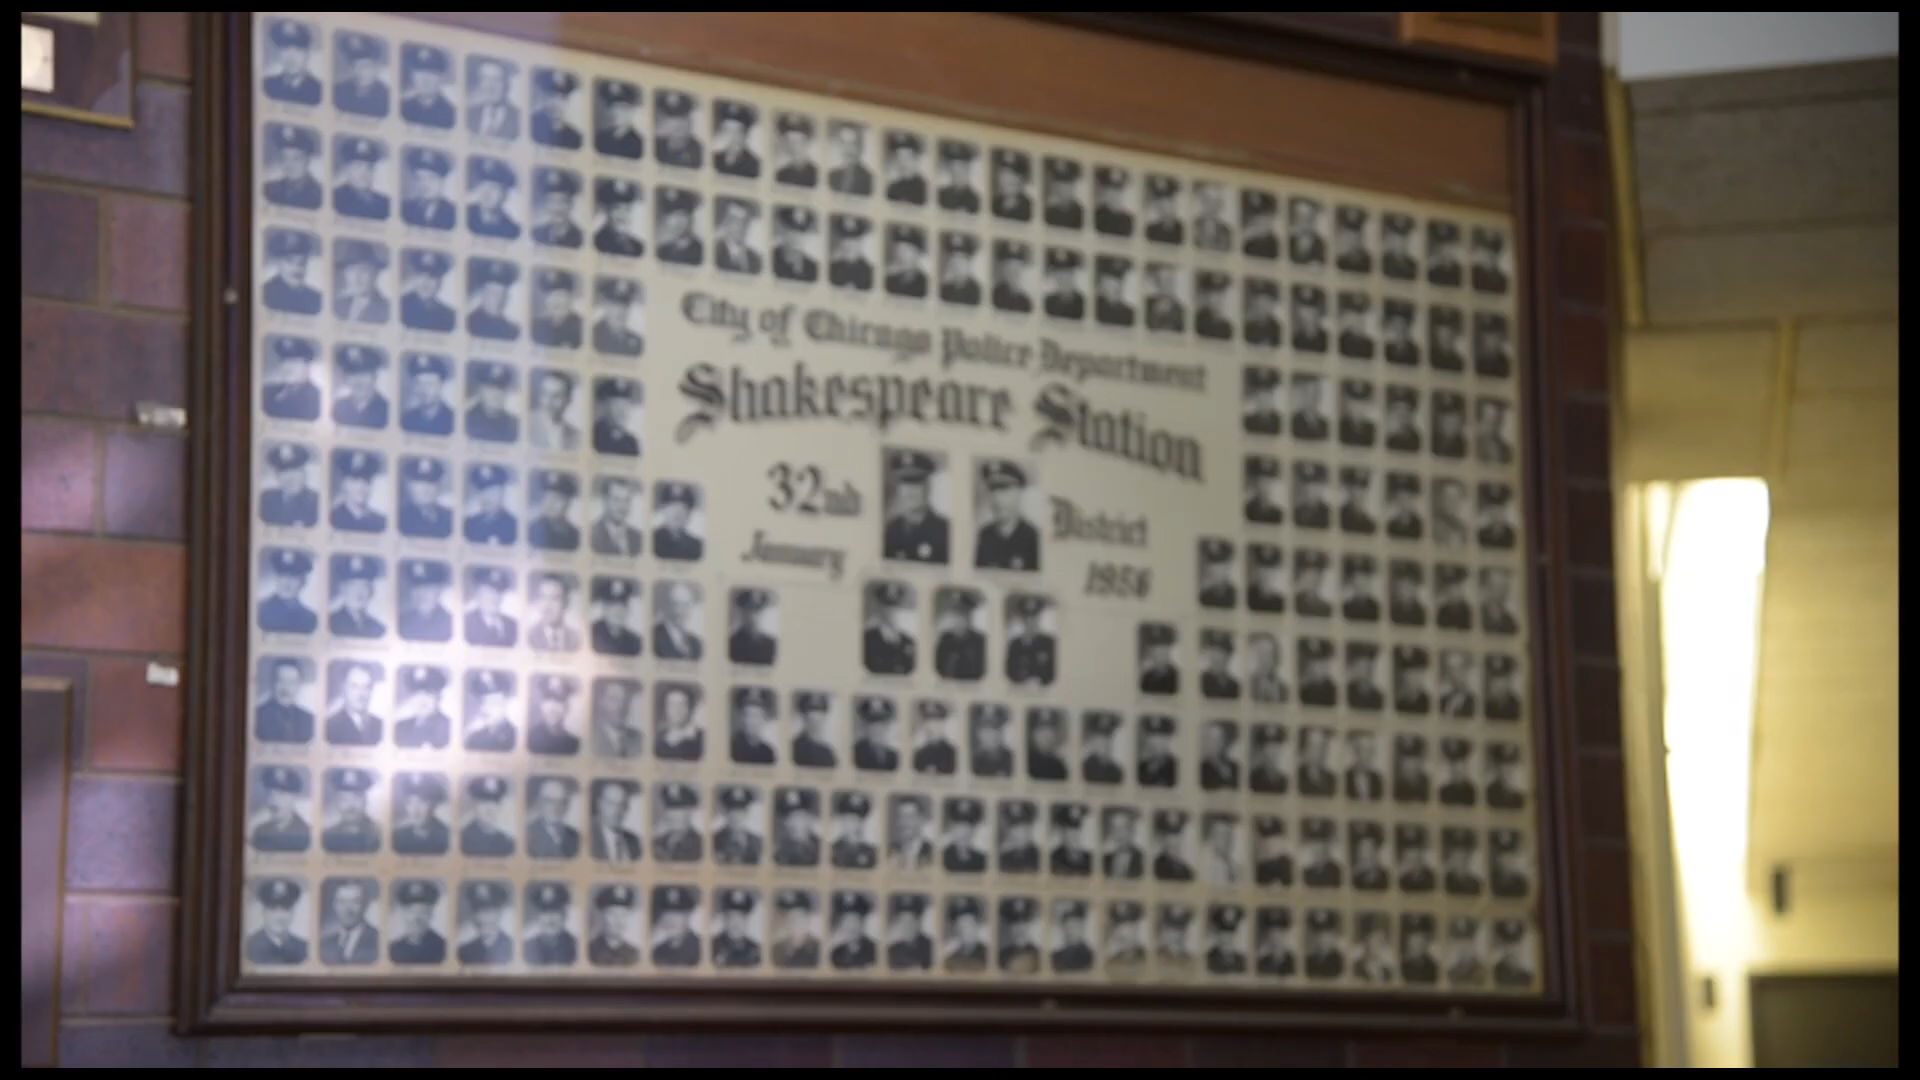 City of Chicago Police Department
Shakespeare Station
32nd District
January 1956